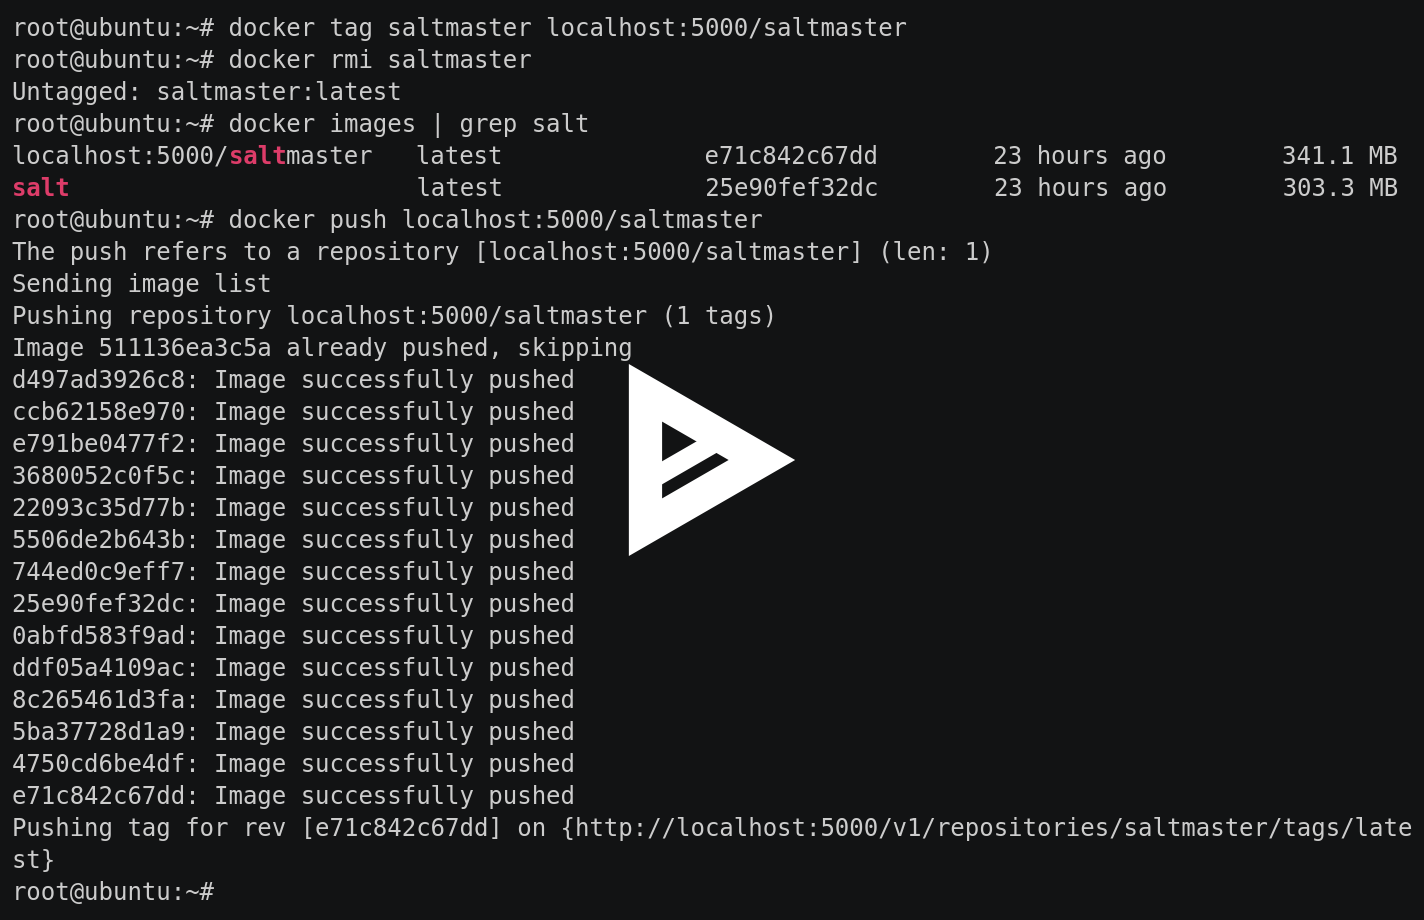 root@ubuntu:~# docker tag saltmaster localhost:5000/saltmaster
root@ubuntu:~# docker rmi saltmaster
Untagged: saltmaster:latest
root@ubuntu:~# docker images | grep salt
localhost:5000/saltmaster   latest              e71c842c67dd        23 hours ago        341.1 MB
salt                        latest              25e90fef32dc        23 hours ago        303.3 MB
root@ubuntu:~# docker push localhost:5000/saltmaster
The push refers to a repository [localhost:5000/saltmaster] (len: 1)
Sending image list
Pushing repository localhost:5000/saltmaster (1 tags)
Image 511136ea3c5a already pushed, skipping
d497ad3926c8: Image successfully pushed
ccb62158e970: Image successfully pushed
e791be0477f2: Image successfully pushed
3680052c0f5c: Image successfully pushed
22093c35d77b: Image successfully pushed
5506de2b643b: Image successfully pushed
744ed0c9eff7: Image successfully pushed
25e90fef32dc: Image successfully pushed
0abfd583f9ad: Image successfully pushed
ddf05a4109ac: Image successfully pushed
8c265461d3fa: Image successfully pushed
5ba37728d1a9: Image successfully pushed
4750cd6be4df: Image successfully pushed
e71c842c67dd: Image successfully pushed
Pushing tag for rev [e71c842c67dd] on {http://localhost:5000/v1/repositories/saltmaster/tags/late
st}
root@ubuntu:~#